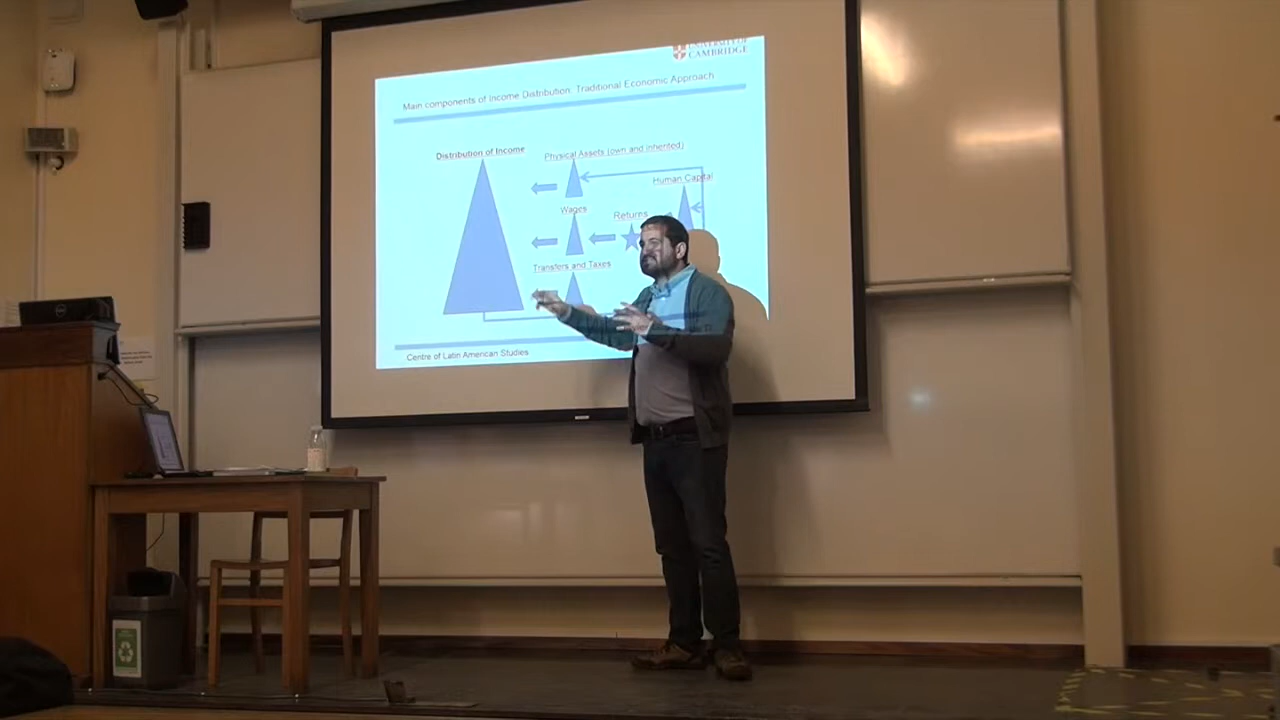 UNIVERSITY OF
CAMBRIDGE
Main components of Income Distribution: Traditional Economic Approach
Distribution of Income
Physical Assets (own and inherited)
Human Capital
Wages
Returns
Transfers and Taxes
Centre of Latin American Studies